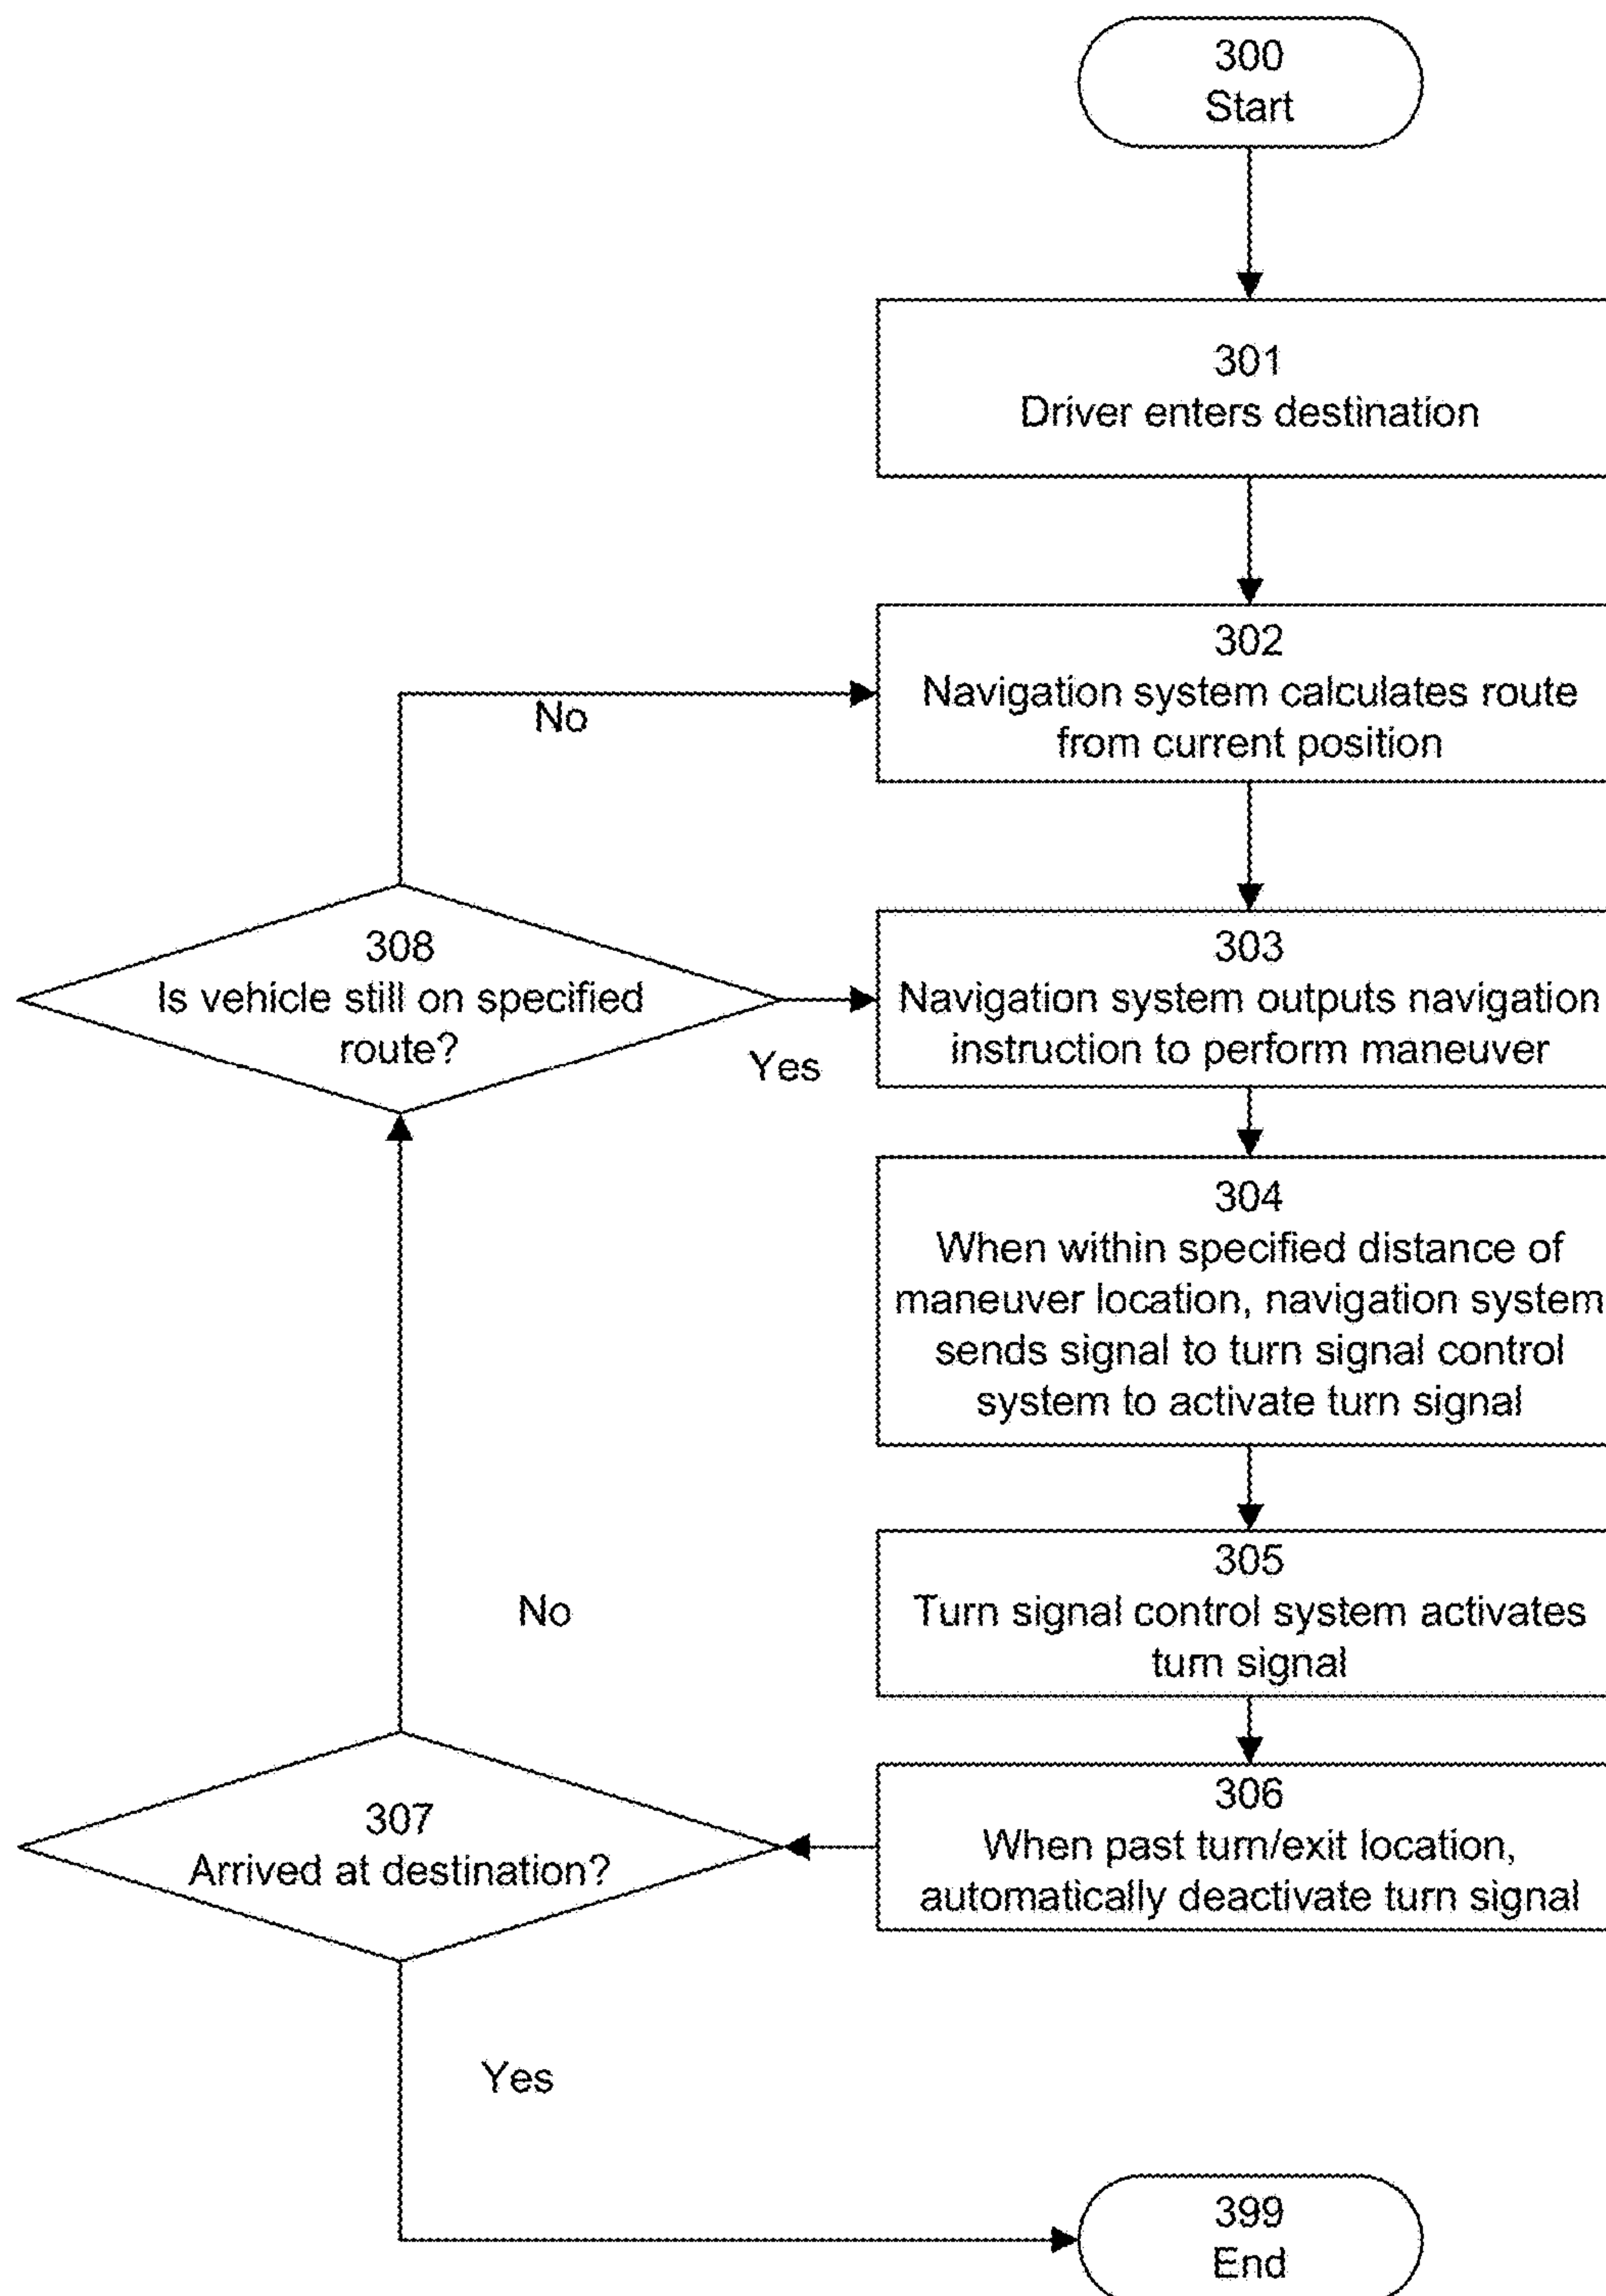 300
Start
301
Driver enters destination
302
Navigation system calculates route
from current position
No
308
Is vehicle still on specified
route?
Yes
303
Navigation system outputs navigation
instruction to perform maneuver
304
When within specified distance of
maneuver location, navigation system
sends signal to turn signal control
system to activate turn signal
305
Turn signal control system activates
turn signal
No
307
Arrived at destination?
306
When past turn/exit location,
automatically deactivate turn signal
Yes
399
End